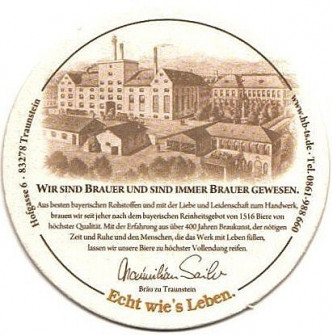 Hofgasse 6 - 83278 Traunstein
www.hb-ts.de - Tel. 0861-988 660
WIR SIND BRAUER UND SIND IMMER BRAUER GEWESEN.
Aus besten bayerischen Rohstoffen und mit der Liebe und Leidenschaft zum Handwerk,
brauen wir seit jeher nach dem bayerischen Reinheitsgebot von 1516 Biere von
höchster Qualität. Mit der Erfahrung aus über 400 Jahren Braukunst, der nötigen
Zeit und Ruhe und den Menschen, die das Werk mit Leben füllen,
lassen wir unsere Biere zu höchster Vollendung reifen.
Maximilian Sailer
Bräu zu Traunstein
Echt wie's Leben.